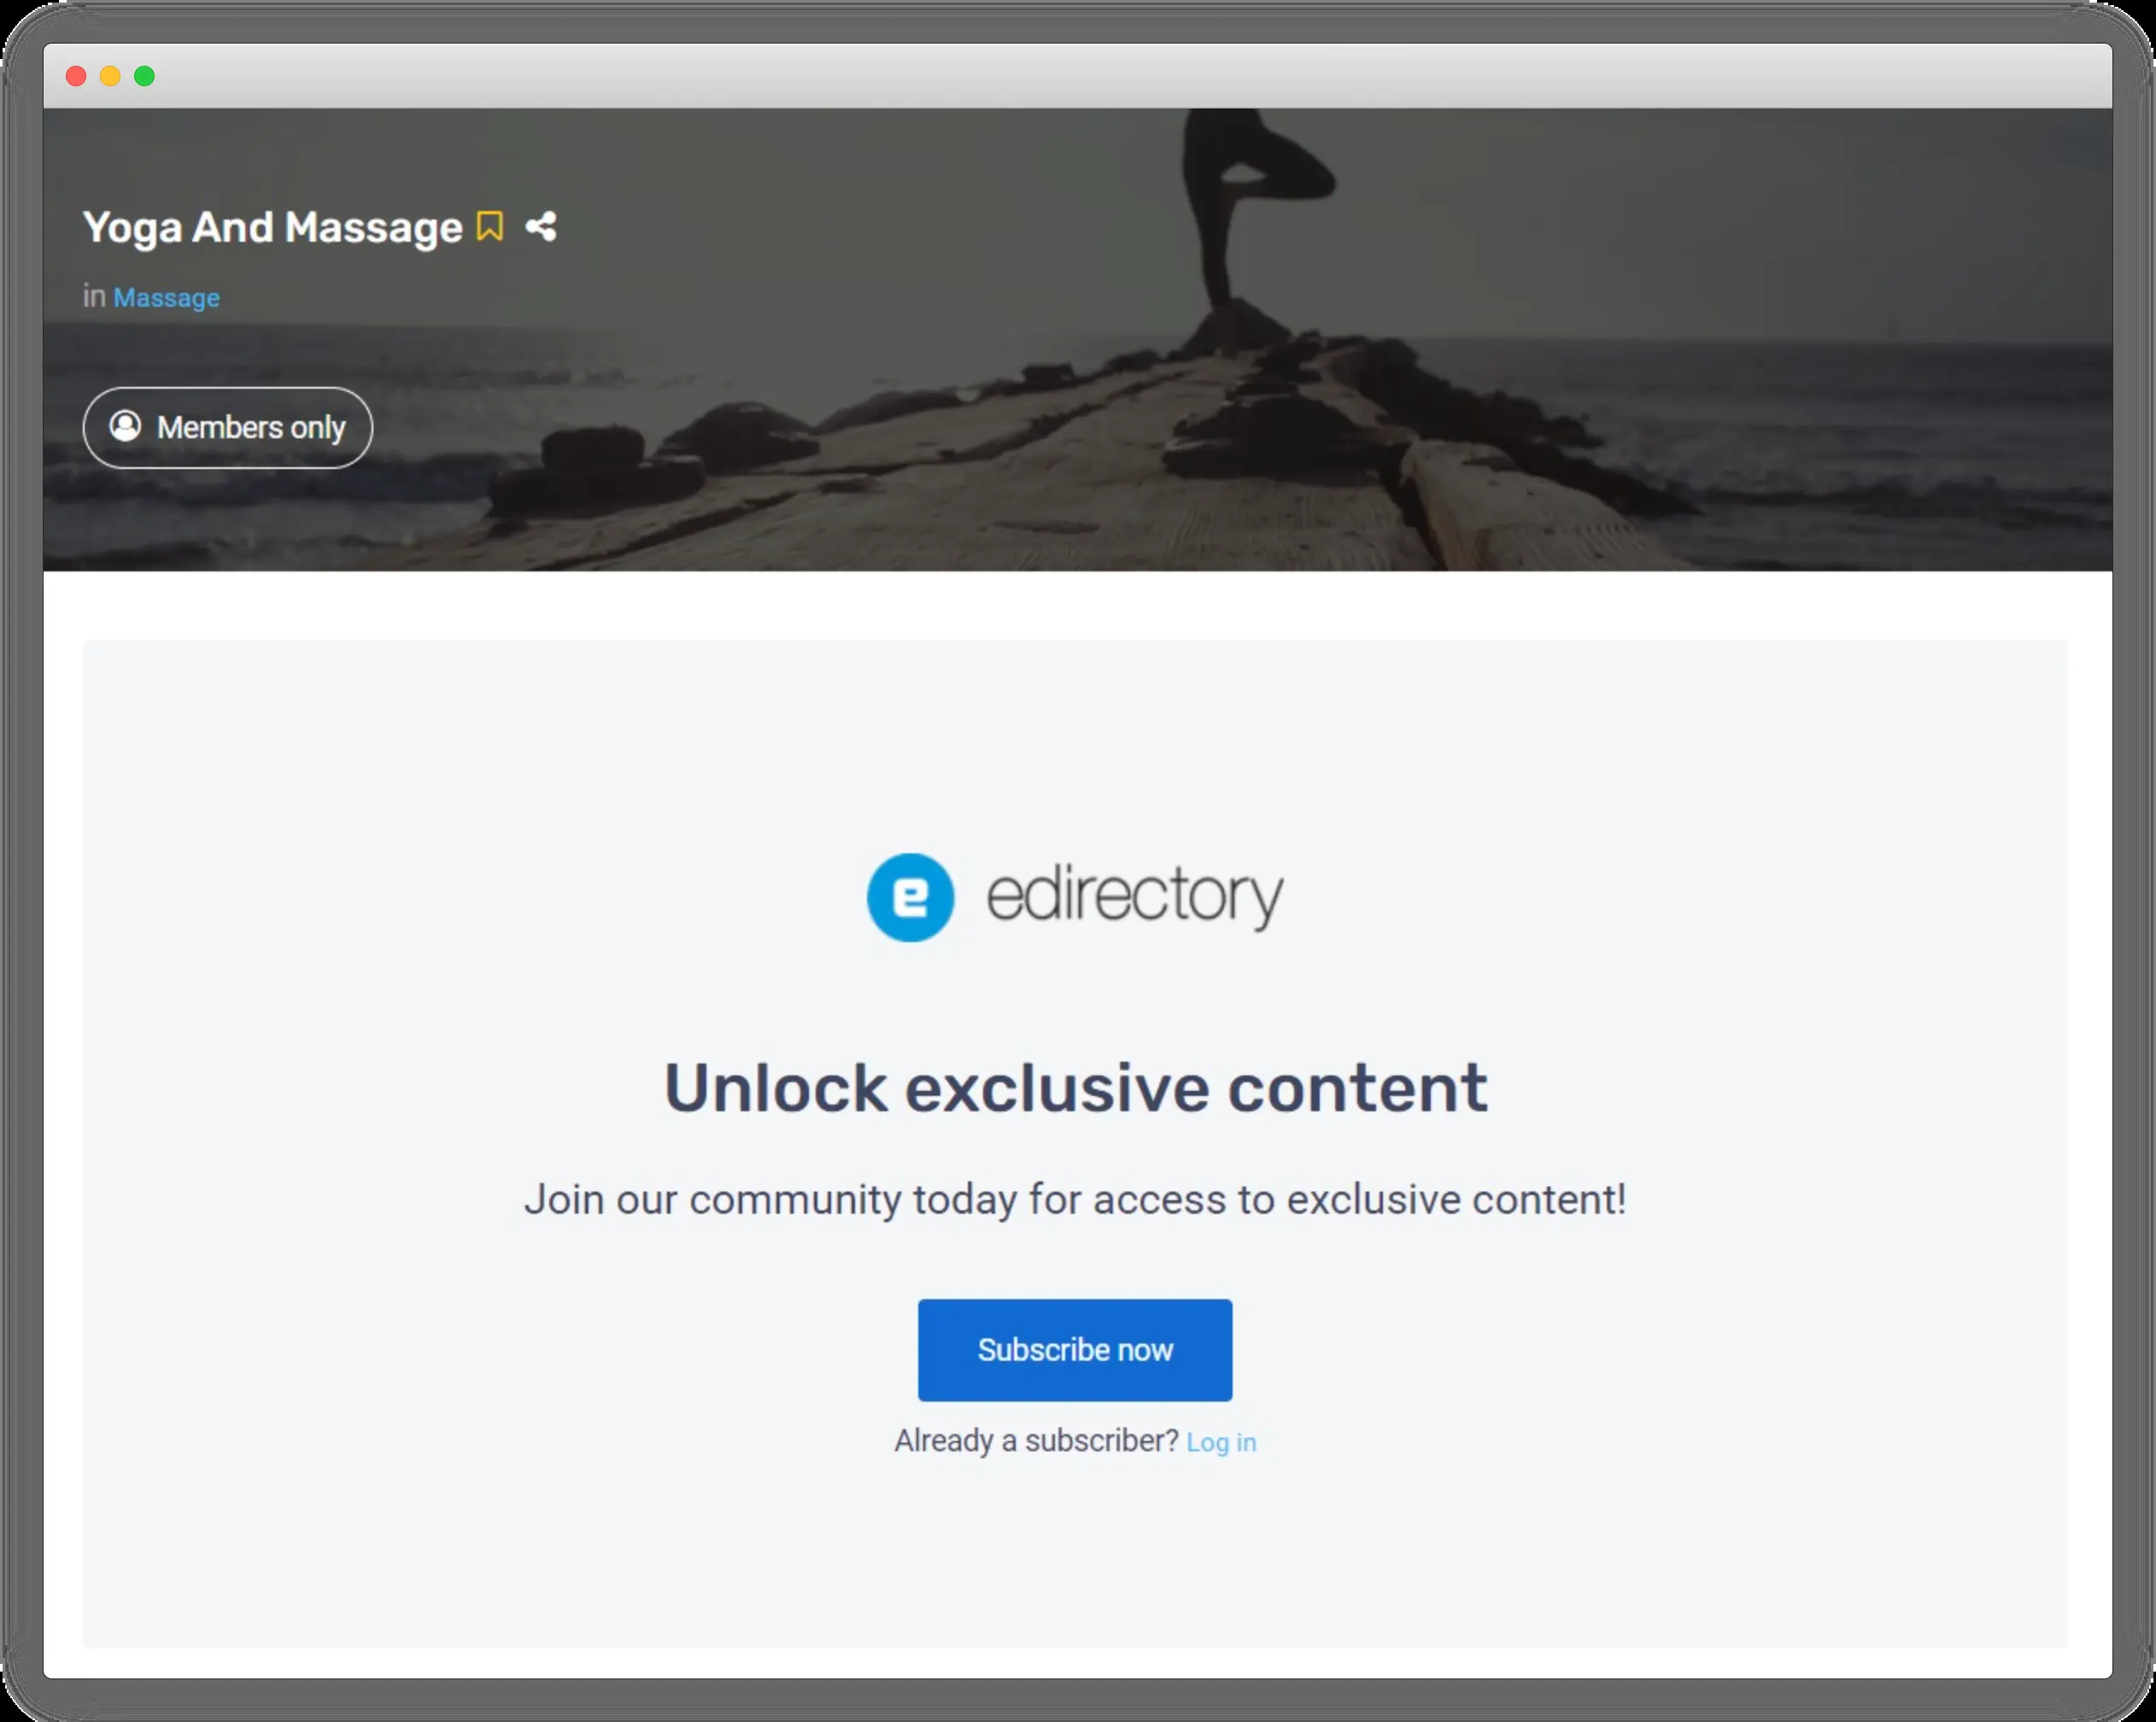 Yoga And Massage
in Massage
Members only
e edirectory
Unlock exclusive content
Join our community today for access to exclusive content!
Subscribe now
Already a subscriber? Log in